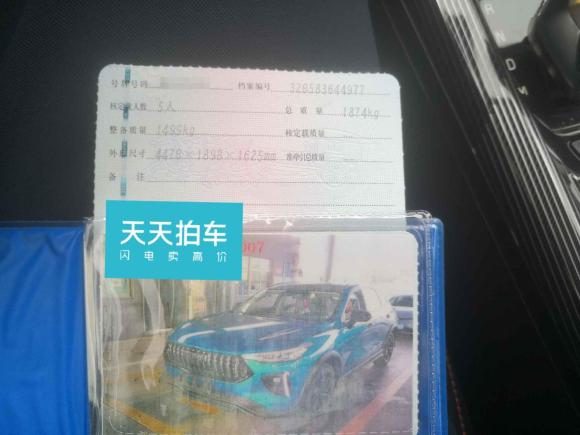 号牌号码 档案编号 320583644977
核定载人数 5人 总质量 1874kg
整备质量 1499kg 核定载质量
外廓尺寸 4478×1898×1625mm 准牵引总质量 --
备注
天天拍车
闪电卖高价
007
R
N
D